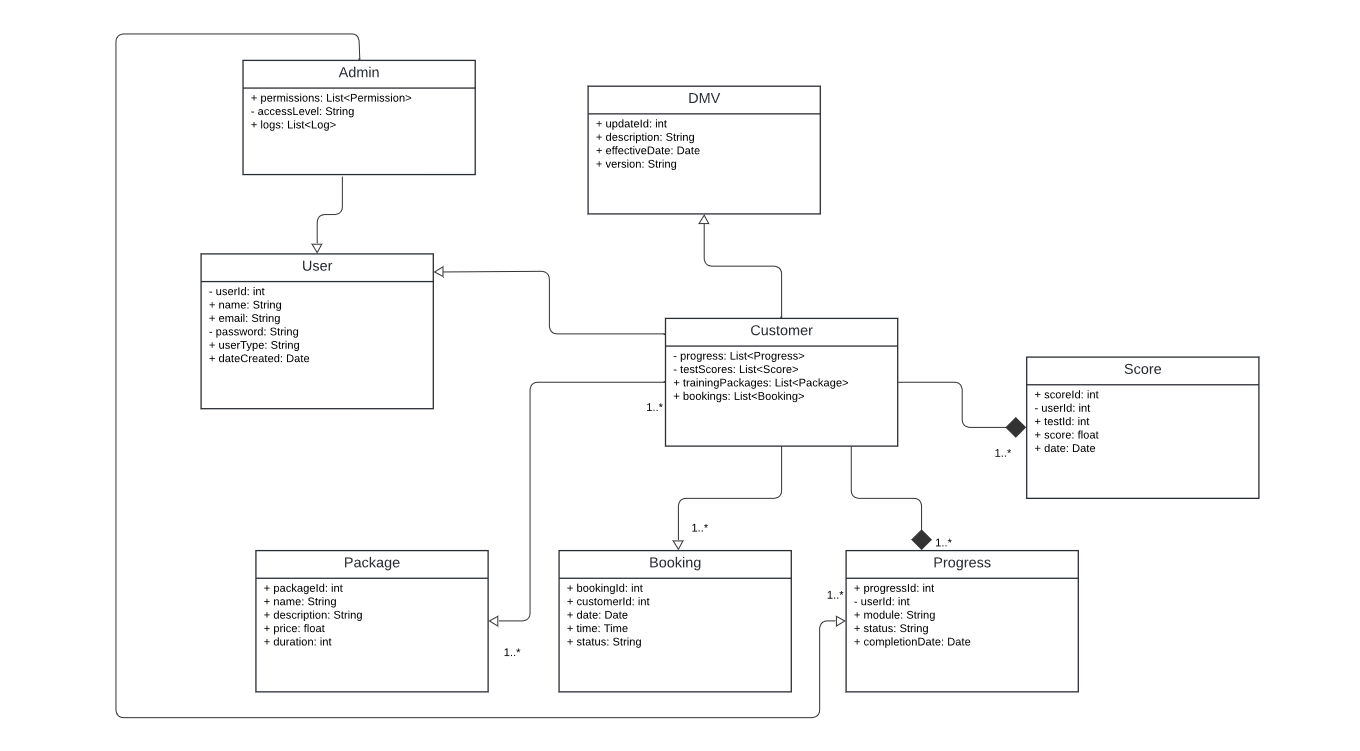 Admin
+ permissions: List<Permission>
- accessLevel: String
+ logs: List<Log>
DMV
+ updateId: int
+ description: String
+ effectiveDate: Date
+ version: String
User
- userId: int
+ name: String
+ email: String
- password: String
+ userType: String
+ dateCreated: Date
Customer
- progress: List<Progress>
- testScores: List<Score>
+ trainingPackages: List<Package>
+ bookings: List<Booking>
1..*
Score
+ scoreId: int
- userId: int
+ testId: int
+ score: float
+ date: Date
1..*
Package
+ packageId: int
+ name: String
+ description: String
+ price: float
+ duration: int
1..*
1..*
Booking
+ bookingId: int
+ customerId: int
+ date: Date
+ time: Time
+ status: String
1..*
Progress
1..*
+ progressId: int
- userId: int
+ module: String
+ status: String
+ completionDate: Date